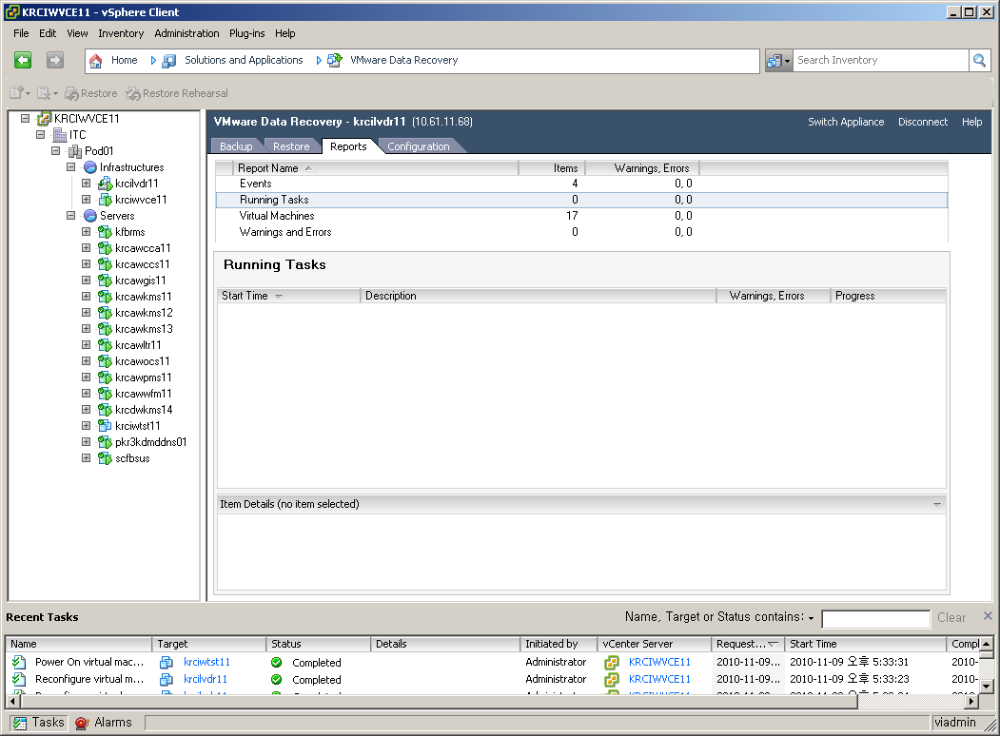 KRCIWVCE11 - vSphere Client
File Edit View Inventory Administration Plug-ins Help
Home Solutions and Applications VMware Data Recovery Search Inventory
Restore Restore Rehearsal
KRCIWVCE11
ITC
Pod01
Infrastructures
krcilvdr11
krciwvce11
Servers
kfbrms
krcawcca11
krcawccs11
krcawgis11
krcawkms11
krcawkms12
krcawkms13
krcawltr11
krcawocs11
krcawpms11
krcawwfm11
krcdwkms14
krciwtst11
pkr3kdmddns01
scfbsus
VMware Data Recovery - krcilvdr11 (10.61.11.68) Switch Appliance Disconnect Help
Backup Restore Reports Configuration
Report Name Items Warnings, Errors
Events 4 0, 0
Running Tasks 0 0, 0
Virtual Machines 17 0, 0
Warnings and Errors 0 0, 0
Running Tasks
Start Time Description Warnings, Errors Progress
Item Details (no item selected)
Recent Tasks Name, Target or Status contains: Clear
Name Target Status Details Initiated by vCenter Server Request... Start Time Compl
Power On virtual mac... krciwtst11 Completed Administrator KRCIWVCE11 2010-11-09... 2010-11-09 오후 5:33:31 2010-
Reconfigure virtual m... krcilvdr11 Completed Administrator KRCIWVCE11 2010-11-09... 2010-11-09 오후 5:33:23 2010-
Tasks Alarms viadmin